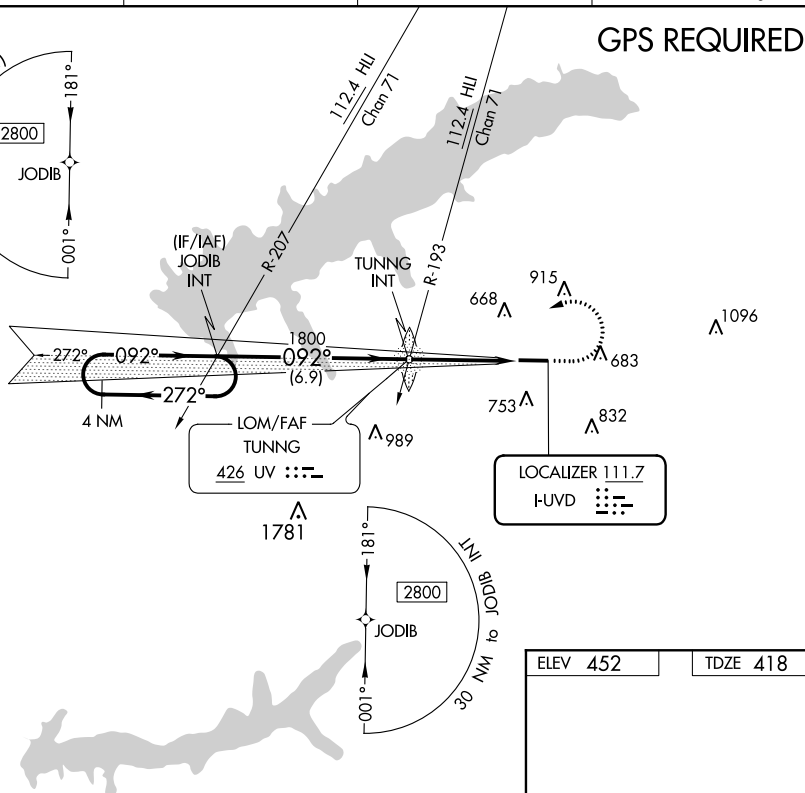 GPS REQUIRED
112.4 HLI
Chan 71
112.4 HLI
Chan 71
181°
2800
JODIB
001°
(IF/IAF)
JODIB
INT
R-207
TUNNG
INT
R-193
668
915
1096
683
1800
272°
092°
092°
(6.9)
272°
4 NM
753
832
LOM/FAF
TUNNG
426 UV
989
LOCALIZER 111.7
I-UVD
1781
181°
2800
JODIB
001°
30 NM to JODIB INT
ELEV 452
TDZE 418